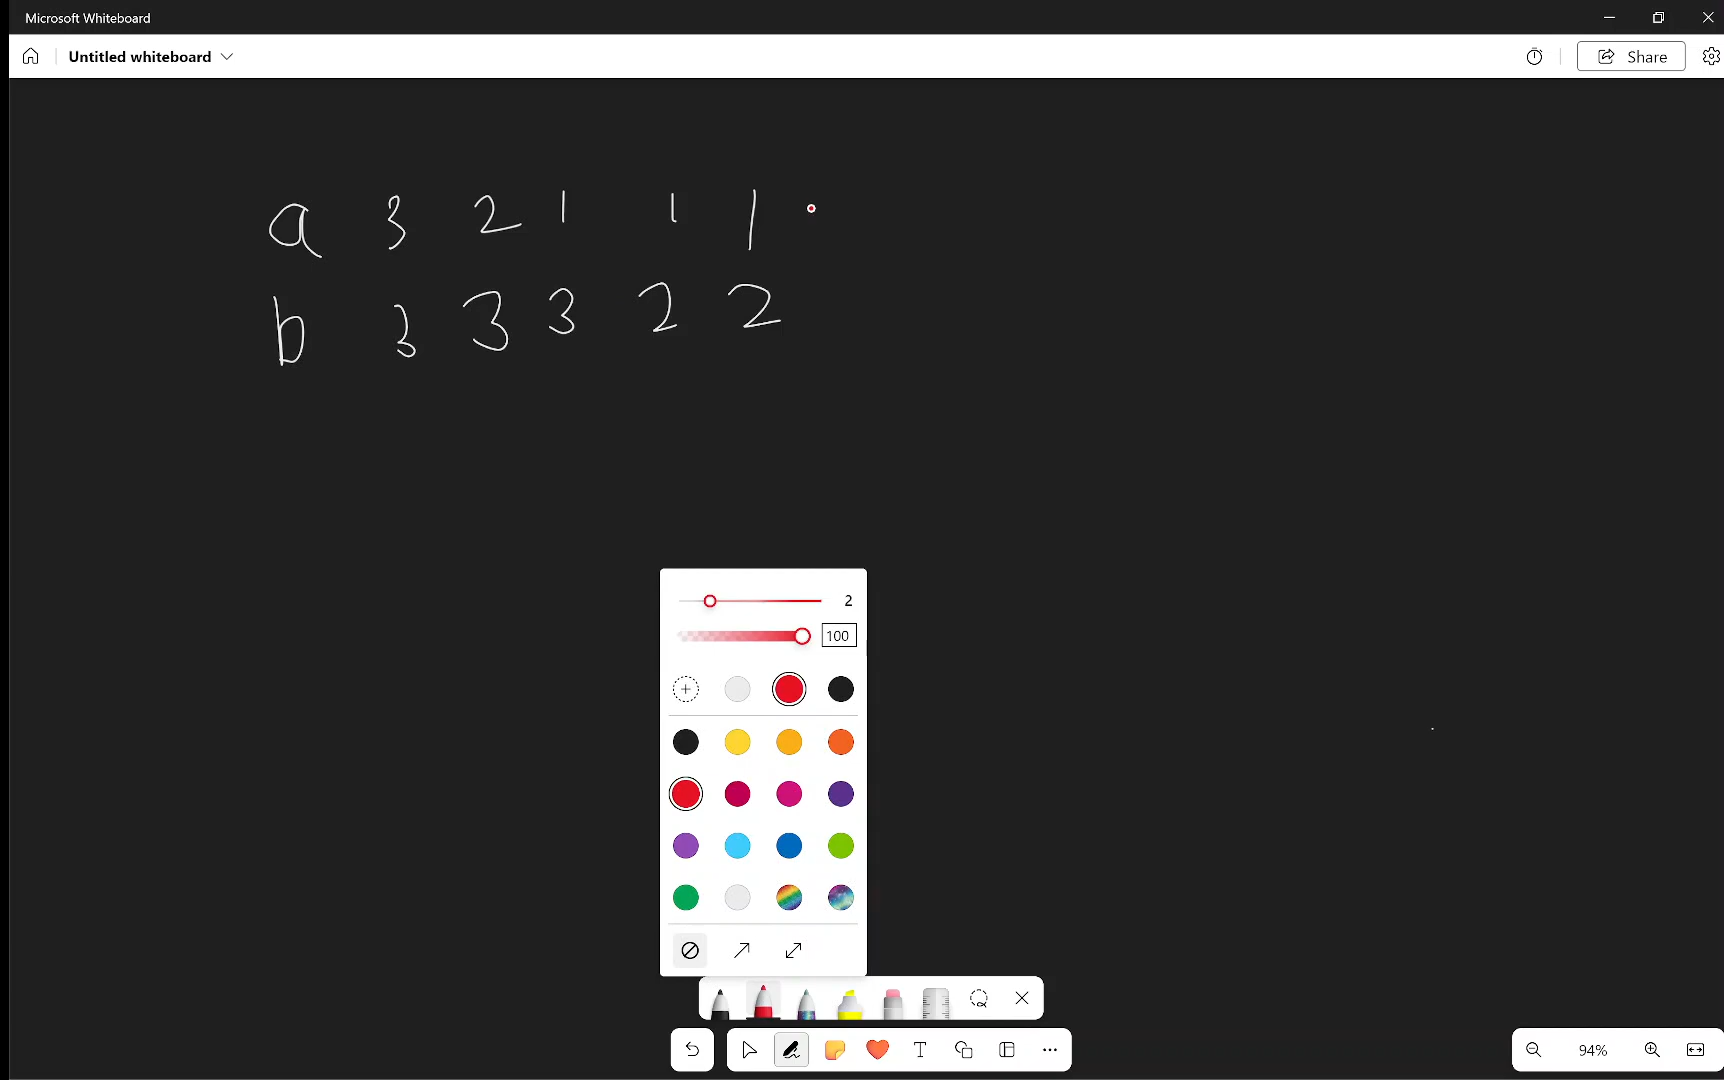 Microsoft Whiteboard
Untitled whiteboard
Share
a 3 2 1 1 1
b 3 3 3 2 2
2
100
T
94%